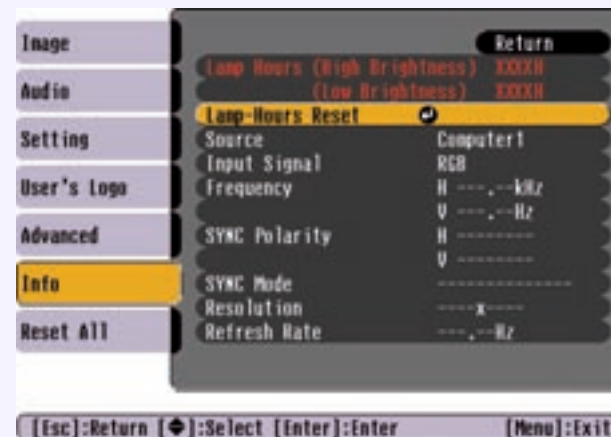 Image
Audio
Setting
User's Logo
Advanced
Info
Reset All
Return
Lamp Hours (High Brightness) XXXXH
(Low Brightness) XXXXH
Lamp-Hours Reset
Source Computer1
Input Signal RGB
Frequency H ---.--kHz
V ---.--Hz
SYNC Polarity H --------
V --------
SYNC Mode --------------
Resolution ----x----
Refresh Rate ---.--Hz
[Esc]:Return [◆]:Select [Enter]:Enter [Menu]:Exit